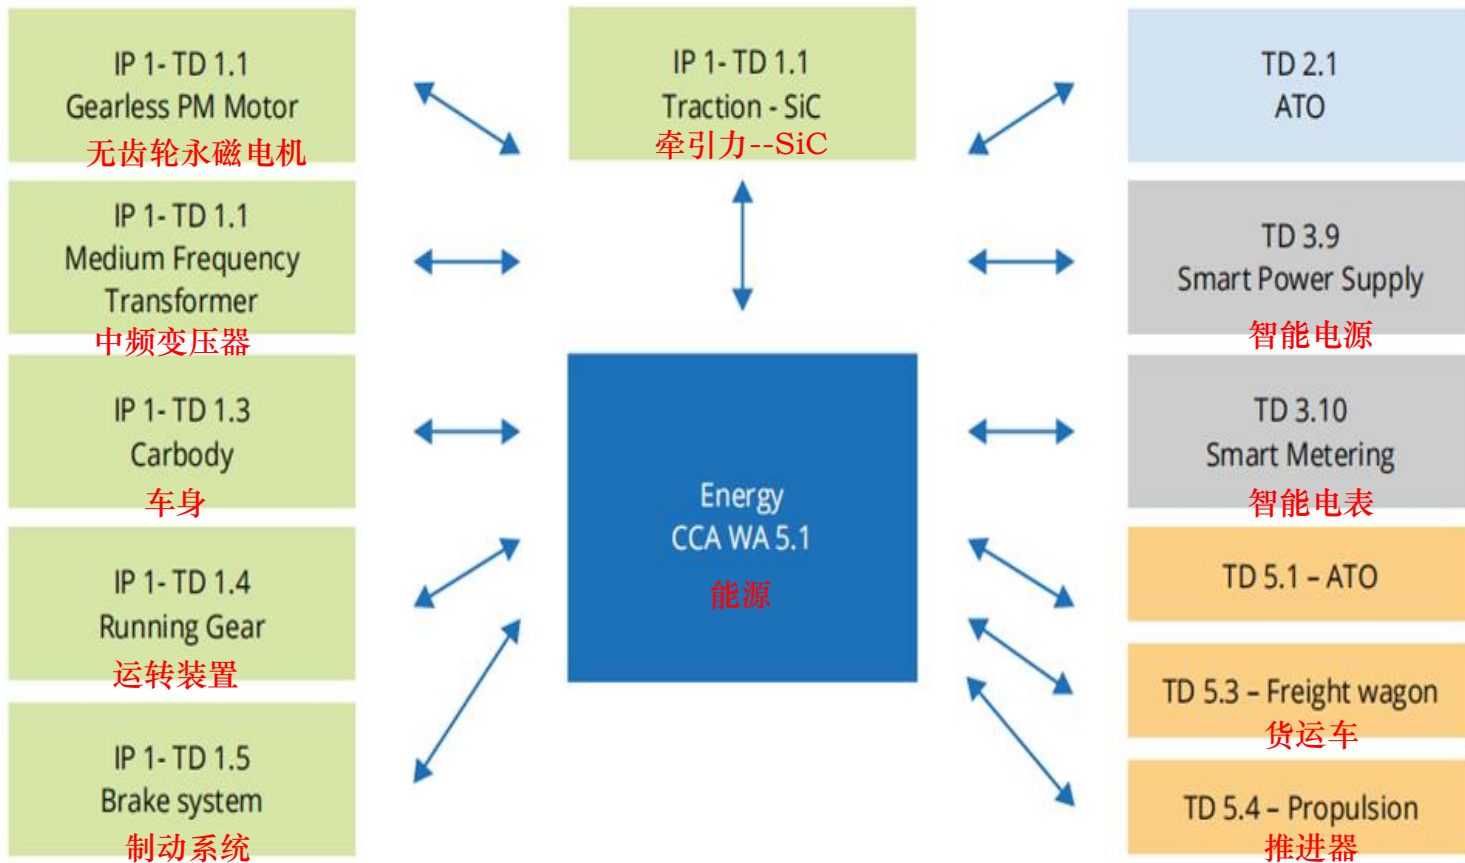 IP 1- TD 1.1
Gearless PM Motor
无齿轮永磁电机
IP 1- TD 1.1
Medium Frequency
Transformer
中频变压器
IP 1- TD 1.3
Carbody
车身
IP 1- TD 1.4
Running Gear
运转装置
IP 1- TD 1.5
Brake system
制动系统
IP 1- TD 1.1
Traction - SiC
牵引力--SiC
Energy
CCA WA 5.1
能源
TD 2.1
ATO
TD 3.9
Smart Power Supply
智能电源
TD 3.10
Smart Metering
智能电表
TD 5.1 – ATO
TD 5.3 – Freight wagon
货运车
TD 5.4 – Propulsion
推进器